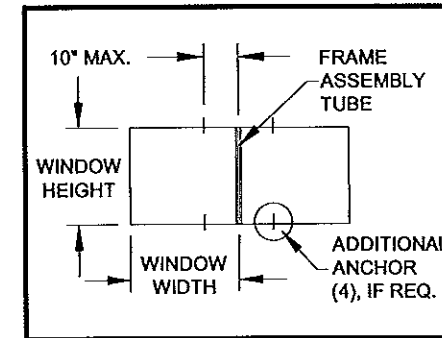 10" MAX.
FRAME
ASSEMBLY
TUBE
WINDOW
HEIGHT
WINDOW
WIDTH
ADDITIONAL
ANCHOR
(4), IF REQ.